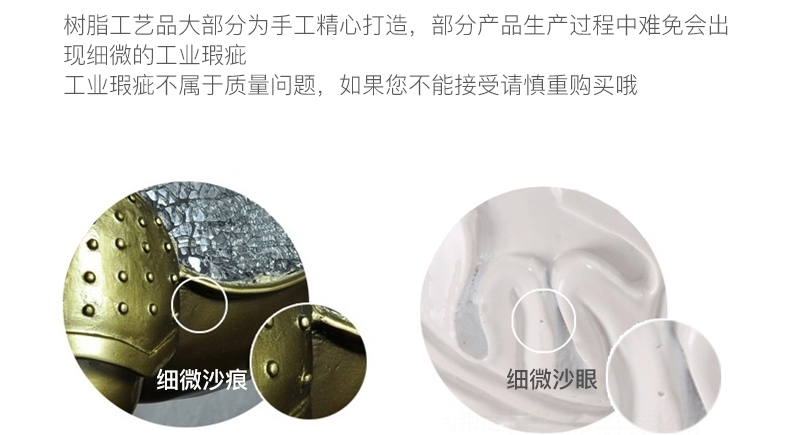 树脂工艺品大部分为手工精心打造，部分产品生产过程中难免会出
现细微的工业瑕疵
工业瑕疵不属于质量问题，如果您不能接受请慎重购买哦
细微沙痕
细微沙眼